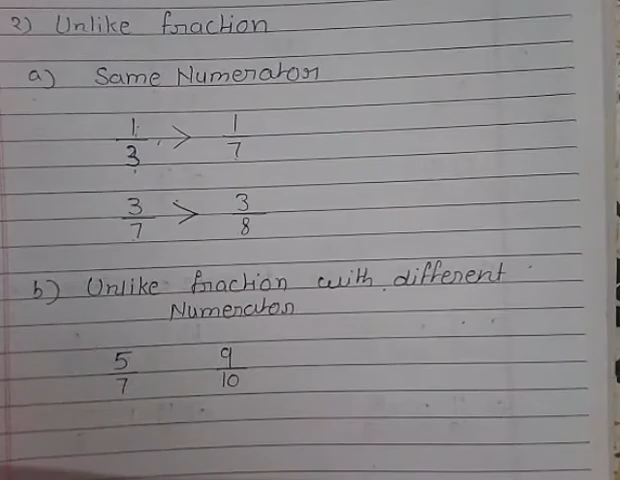 2) Unlike fraction
a) Same Numerator
1/3 > 1/7
3/7 > 3/8
b) Unlike fraction with different
Numerator
5/7 9/10